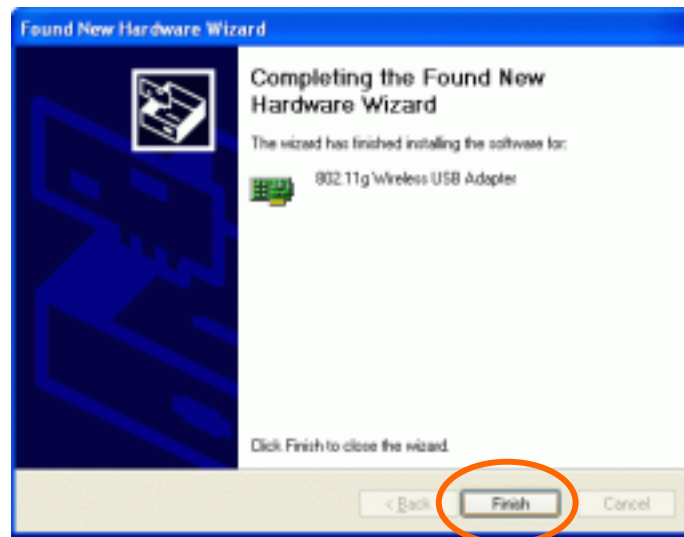 Found New Hardware Wizard
Completing the Found New
Hardware Wizard
The wizard has finished installing the software for:
802.11g Wireless USB Adapter
Click Finish to close the wizard.
< Back
Finish
Cancel